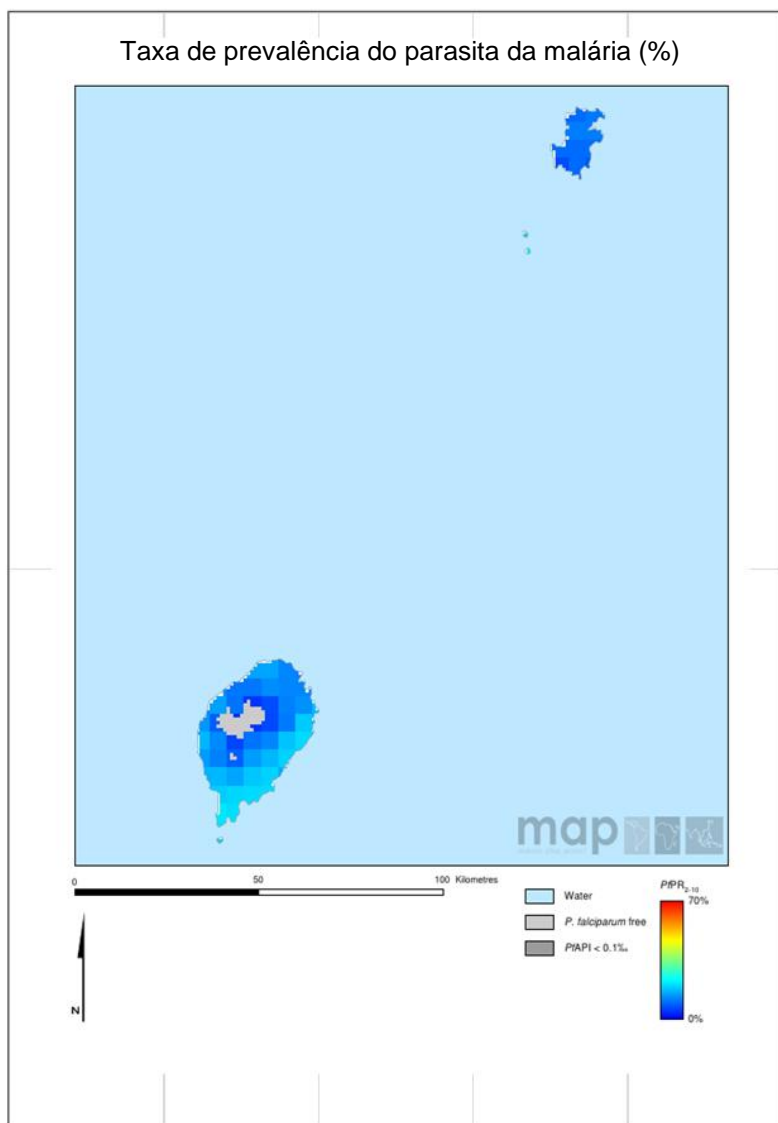 Taxa de prevalência do parasita da malária (%)
map
0 50 100 Kilometres
Water
P. falciparum free
PfAPI < 0.1‰
PfPR2-10
70%
0%
N